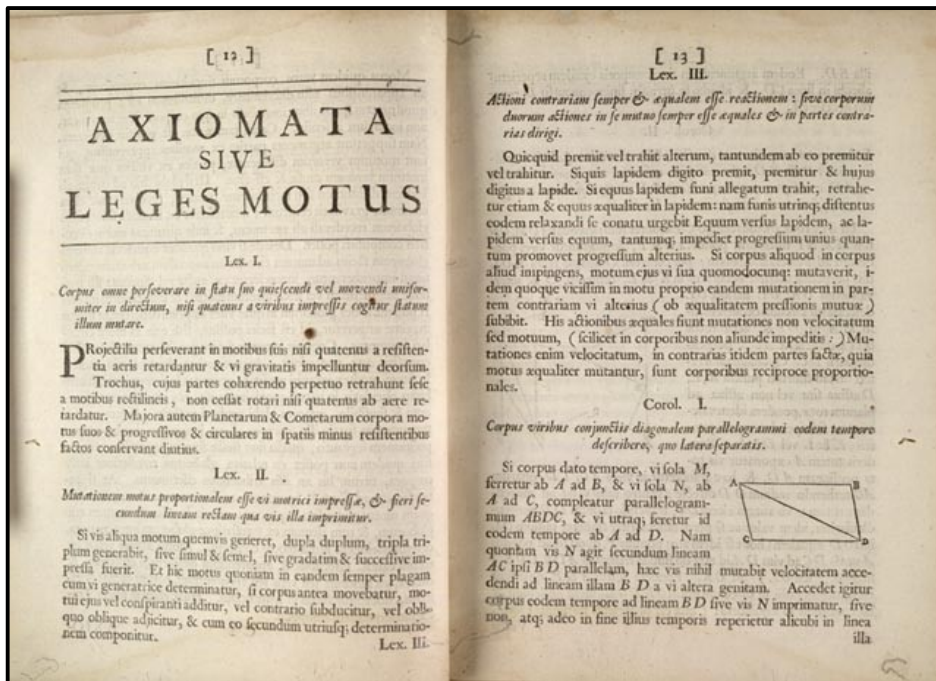 [ 12 ]
AXIOMATA
SIVE
LEGES MOTUS
Lex. I.
Corpus omne perseverare in statu suo quiescendi vel movendi unifor-
miter in directum, nisi quatenus a viribus impressis cogitur statum
illum mutare.
PRojectilia perseverant in motibus suis nisi quatenus a resisten-
tia aeris retardantur & vi gravitatis impelluntur deorsum.
Trochus, cujus partes cohærendo perpetuo retrahunt sese
a motibus rectilineis, non cessat rotari nisi quatenus ab aere re-
tardatur. Majora autem Planetarum & Cometarum corpora mo-
tus suos & progressivos & circulares in spatiis minus resistentibus
factos conservant diutius.
Lex. II.
Mutationem motus proportionalem esse vi motrici impressæ, & fieri se-
cundum lineam rectam qua vis illa imprimitur.
Si vis aliqua motum quemvis generet, dupla duplum, tripla tri-
plum generabit, sive simul & semel, sive gradatim & successive im-
pressa fuerit. Et hic motus quoniam in eandem semper plagam
cum vi generatrice determinatur, si corpus antea movebatur, mo-
tui ejus vel conspiranti additur, vel contrario subducitur, vel obli-
quo oblique adjicitur, & cum eo secundum utriusq; determinatio-
nem componitur.
Lex. III.
[ 13 ]
Lex. III.
Actioni contrariam semper & æqualem esse reactionem: sive corporum
duorum actiones in se mutuo semper esse æquales & in partes contra-
rias dirigi.
Quicquid premit vel trahit alterum, tantundem ab eo premitur
vel trahitur. Siquis lapidem digito premit, premitur & hujus
digitus a lapide. Si equus lapidem funi allegatum trahit, retrahe-
tur etiam & equus æqualiter in lapidem: nam funis utrinq; distentus
eodem relaxandi se conatu urgebit Equum versus lapidem, ac la-
pidem versus equum, tantumq; impediet progressum unius quan-
tum promovet progressum alterius. Si corpus aliquod in corpus
aliud impingens, motum ejus vi sua quomodocunq: mutaverit, i-
dem quoque vicissim in motu proprio eandem mutationem in par-
tem contrariam vi alterius ( ob æqualitatem pressionis mutuæ )
subibit. His actionibus æquales fiunt mutationes non velocitatum
sed motuum, ( scilicet in corporibus non aliunde impeditis : ) Mu-
tationes enim velocitatum, in contrarias itidem partes factæ, quia
motus æqualiter mutantur, sunt corporibus reciproce proportio-
nales.
Corol. I.
Corpus viribus conjunctis diagonalem parallelogrammi eodem tempore
describere, quo latera separatis.
Si corpus dato tempore, vi sola M,
ferretur ab A ad B, & vi sola N, ab
A ad C, compleatur parallelogram-
mum ABDC, & vi utraq; feretur id
eodem tempore ab A ad D. Nam
quoniam vis N agit secundum lineam
AC ipsi BD parallelam, hæc vis nihil mutabit velocitatem acce-
dendi ad lineam illam BD a vi altera genitam. Accedet igitur
corpus eodem tempore ad lineam BD sive vis N imprimatur, sive
non, atq; adeo in fine illius temporis reperietur alicubi in linea
illa
A B
C D